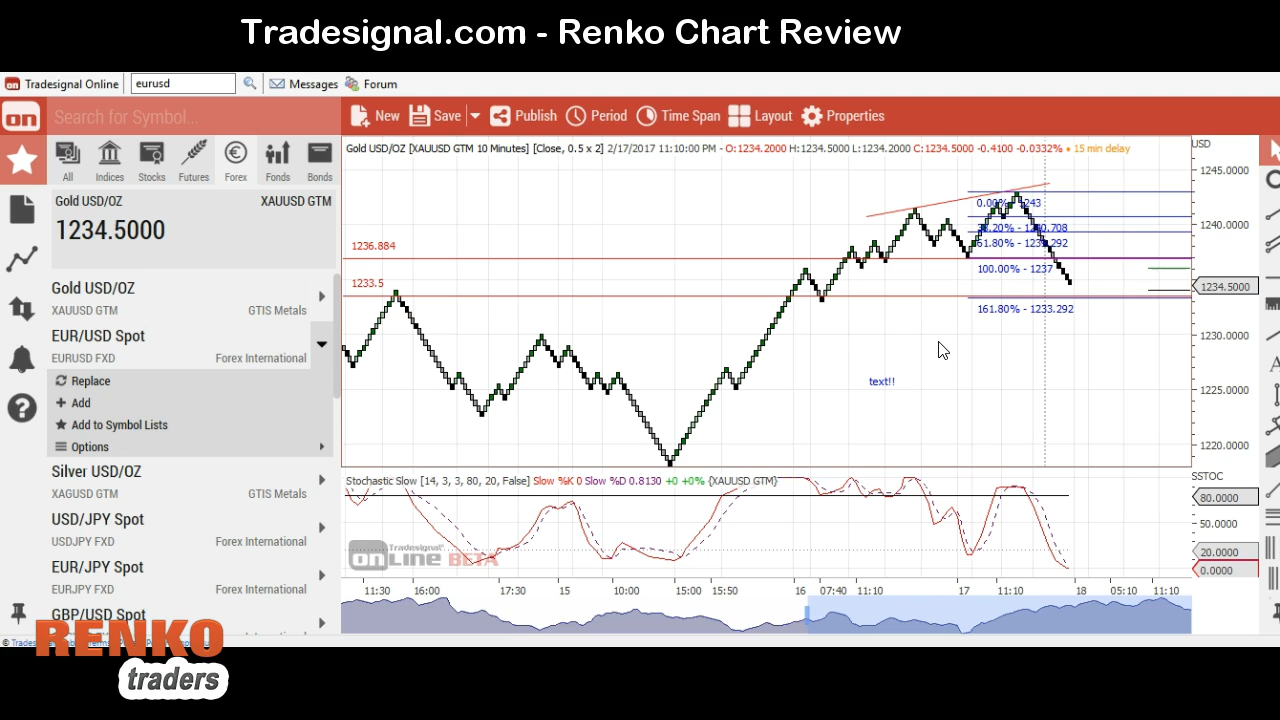 Tradesignal.com - Renko Chart Review
on Tradesignal Online eurusd Messages Forum
on Search for Symbol... New Save Publish Period Time Span Layout Properties
All Indices Stocks Futures Forex Fonds Bonds
Gold USD/OZ XAUUSD GTM
1234.5000
Gold USD/OZ
XAUUSD GTM GTIS Metals
EUR/USD Spot
EURUSD FXD Forex International
Replace
Add
Add to Symbol Lists
Options
Silver USD/OZ
XAGUSD GTM GTIS Metals
USD/JPY Spot
USDJPY FXD Forex International
EUR/JPY Spot
EURJPY FXD Forex International
GBP/USD Spot
Gold USD/OZ [XAUUSD GTM 10 Minutes] [Close, 0.5 x 2] 2/17/2017 11:10:00 PM - O:1234.2000 H:1234.5000 L:1234.2000 C:1234.5000 -0.4100 -0.0332% • 15 min delay
USD
1245.0000
1240.0000
1234.5000
1230.0000
1225.0000
1220.0000
1236.884
1233.5
0.00% - 1243
61.80% - 1239.292
100.00% - 1237
161.80% - 1233.292
text!!
Stochastic Slow [14, 3, 3, 80, 20, False] Slow %K 0 Slow %D 0.8130 +0 +0% {XAUUSD GTM}
SSTOC
80.0000
50.0000
20.0000
0.0000
Tradesignal®
onLine BETA
11:30 16:00 17:30 15 10:00 15:00 15:50 16 07:40 11:10 17 11:10 18 05:10 11:10
RENKO
traders